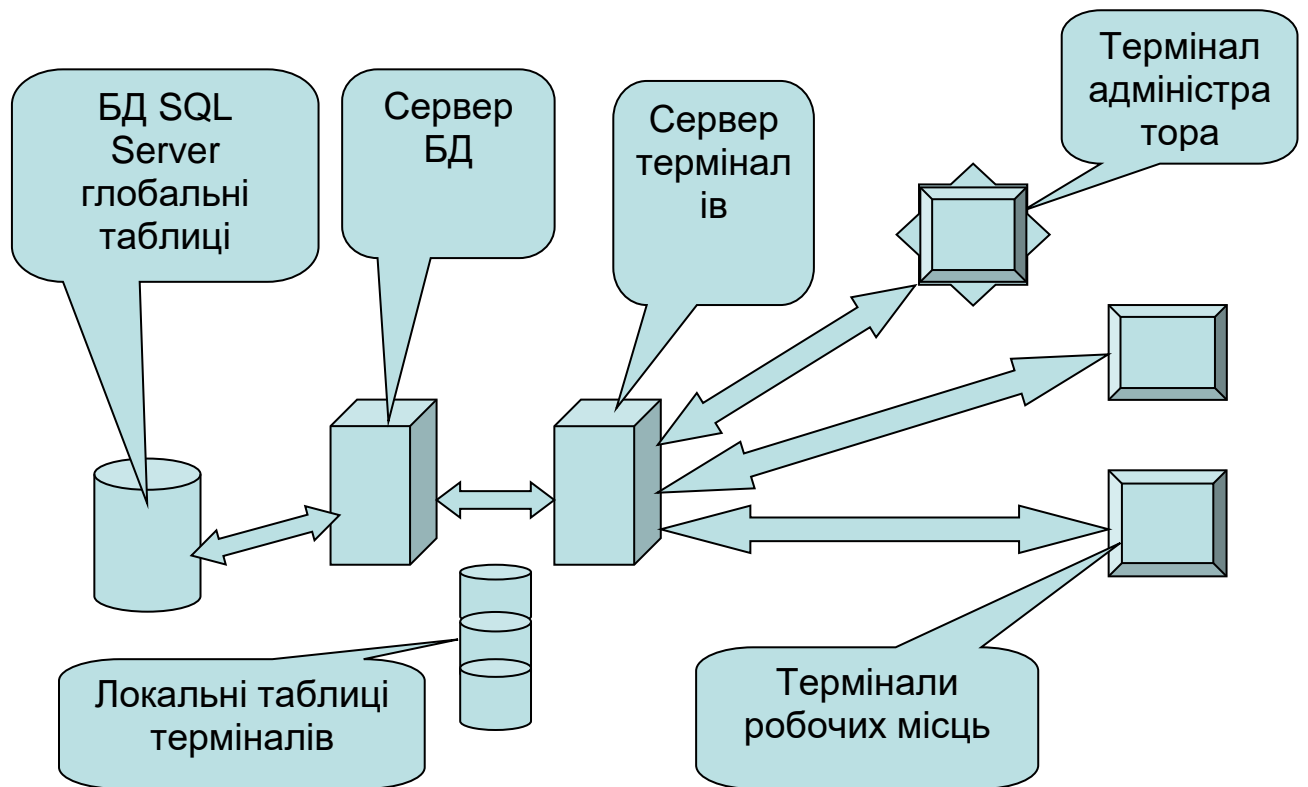 БД SQL
Server
глобальні
таблиці
Сервер
БД
Сервер
термінал
ів
Термінал
адміністра
тора
Локальні таблиці
терміналів
Термінали
робочих місць